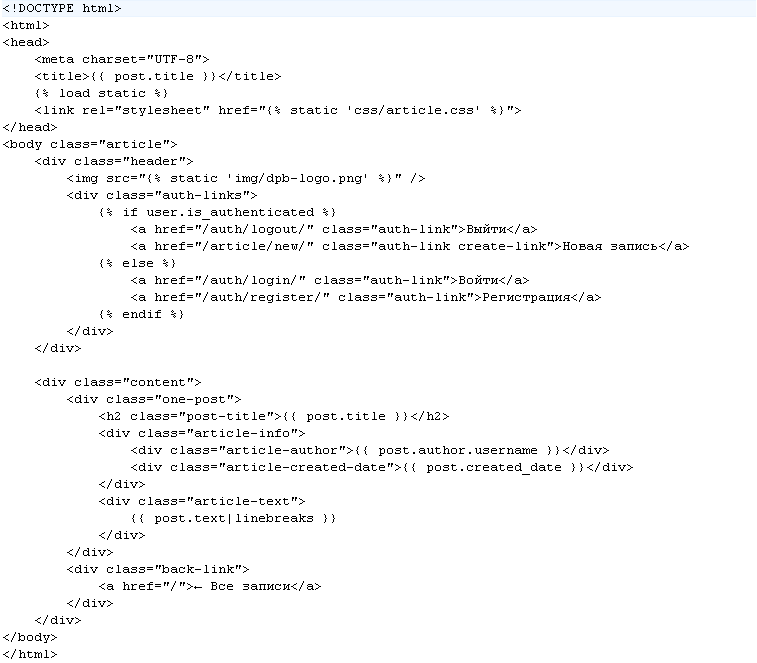 <!DOCTYPE html>
<html>
<head>
    <meta charset="UTF-8">
    <title>{{ post.title }}</title>
    {% load static %}
    <link rel="stylesheet" href="{% static 'css/article.css' %}">
</head>
<body class="article">
    <div class="header">
        <img src="{% static 'img/dpb-logo.png' %}" />
        <div class="auth-links">
            {% if user.is_authenticated %}
                <a href="/auth/logout/" class="auth-link">Выйти</a>
                <a href="/article/new/" class="auth-link create-link">Новая запись</a>
            {% else %}
                <a href="/auth/login/" class="auth-link">Войти</a>
                <a href="/auth/register/" class="auth-link">Регистрация</a>
            {% endif %}
        </div>
    </div>

    <div class="content">
        <div class="one-post">
            <h2 class="post-title">{{ post.title }}</h2>
            <div class="article-info">
                <div class="article-author">{{ post.author.username }}</div>
                <div class="article-created-date">{{ post.created_date }}</div>
            </div>
            <div class="article-text">
                {{ post.text|linebreaks }}
            </div>
        </div>
        <div class="back-link">
            <a href="/">← Все записи</a>
        </div>
    </div>
</body>
</html>